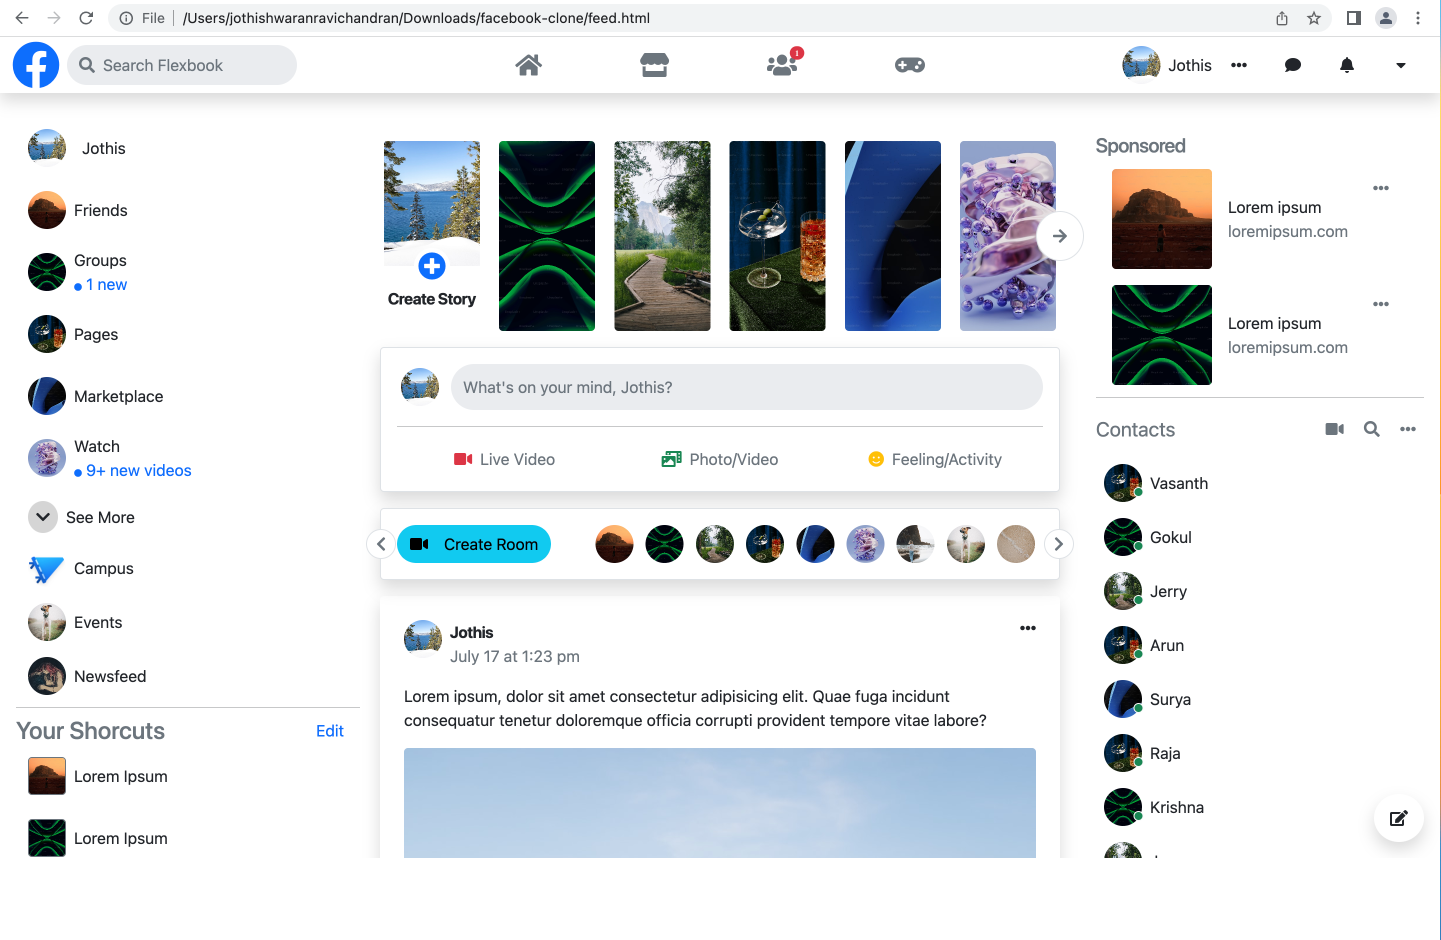 File /Users/jothishwaranravichandran/Downloads/facebook-clone/feed.html
Search Flexbook
1
Jothis
Jothis
Friends
Groups
1 new
Pages
Marketplace
Watch
9+ new videos
See More
Campus
Events
Newsfeed
Your Shorcuts
Edit
Lorem Ipsum
Lorem Ipsum
Create Story
What's on your mind, Jothis?
Live Video
Photo/Video
Feeling/Activity
Create Room
Jothis
July 17 at 1:23 pm
Lorem ipsum, dolor sit amet consectetur adipisicing elit. Quae fuga incidunt
consequatur tenetur doloremque officia corrupti provident tempore vitae labore?
Sponsored
Lorem ipsum
loremipsum.com
Lorem ipsum
loremipsum.com
Contacts
Vasanth
Gokul
Jerry
Arun
Surya
Raja
Krishna